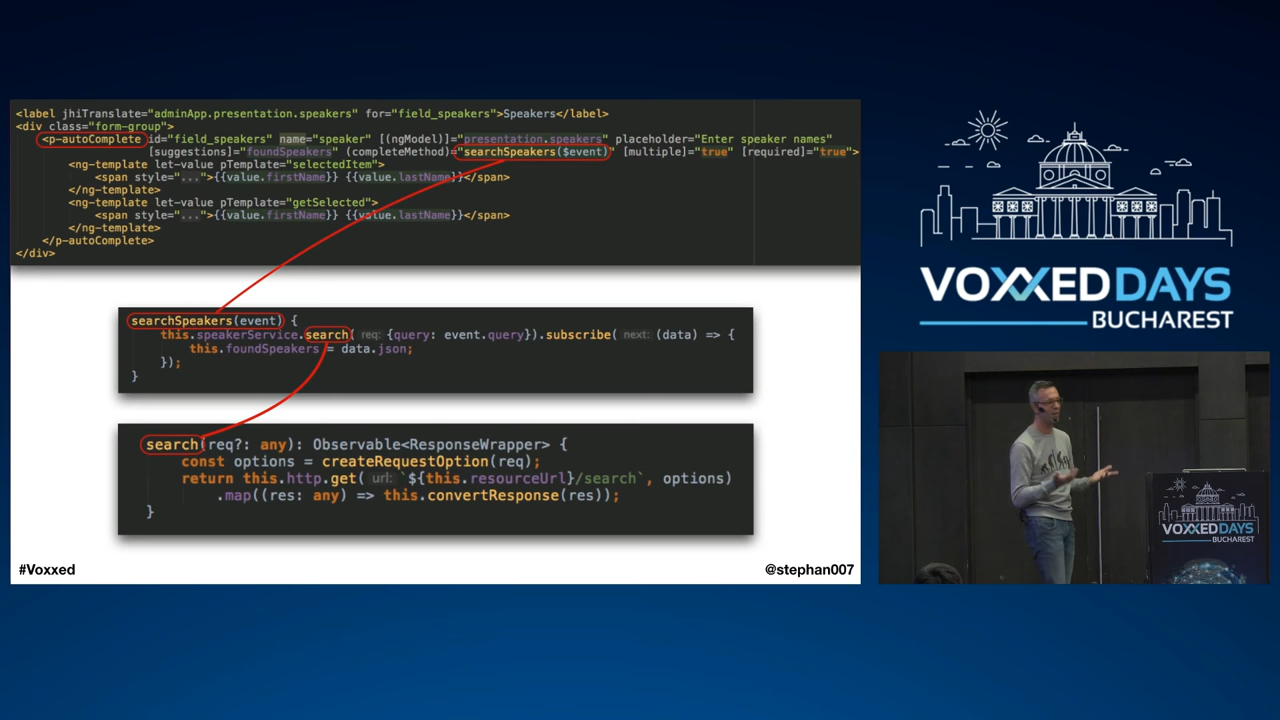 <label jhiTranslate="adminApp.presentation.speakers" for="field_speakers">Speakers</label>
<div class="form-group">
<p-autoComplete id="field_speakers" name="speaker" [(ngModel)]="presentation.speakers" placeholder="Enter speaker names"
[suggestions]="foundSpeakers" (completeMethod)="searchSpeakers($event)" [multiple]="true" [required]="true">
<ng-template let-value pTemplate="selectedItem">
<span style="...">{{value.firstName}} {{value.lastName}}</span>
</ng-template>
<ng-template let-value pTemplate="getSelected">
<span style="...">{{value.firstName}} {{value.lastName}}</span>
</ng-template>
</p-autoComplete>
</div>
searchSpeakers(event) {
this.speakerService.search( req: {query: event.query}).subscribe( next: (data) => {
this.foundSpeakers = data.json;
});
}
search(req?: any): Observable<ResponseWrapper> {
const options = createRequestOption(req);
return this.http.get( url: `${this.resourceUrl}/search`, options)
.map((res: any) => this.convertResponse(res));
}
#Voxxed
@stephan007
VOXXED DAYS
BUCHAREST
VOXXED DAYS
BUCHAREST